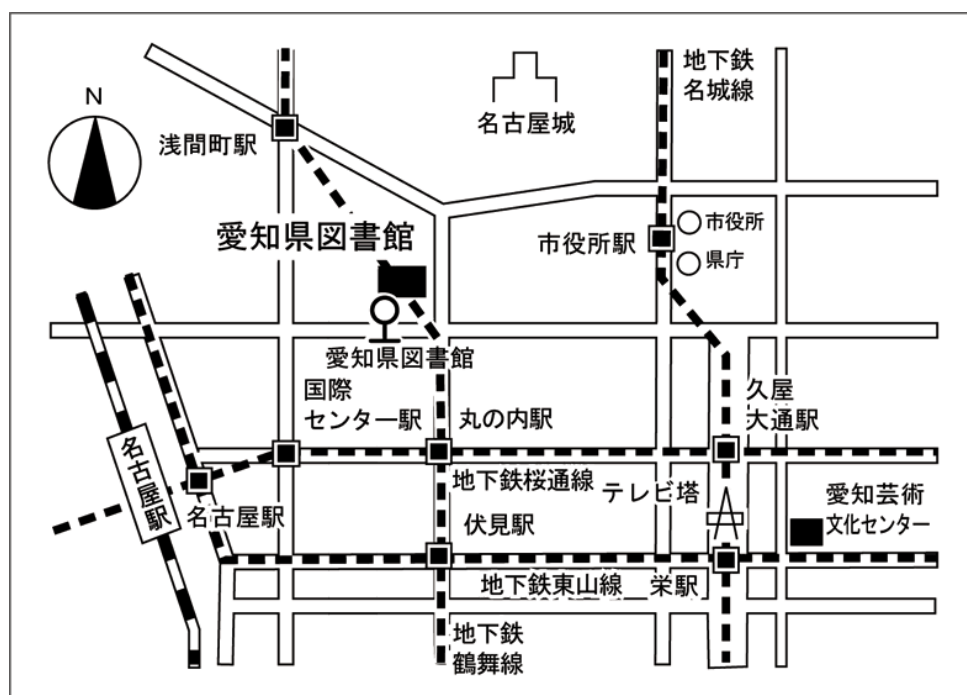 地下鉄
名城線
N
名古屋城
浅間町駅
愛知県図書館
市役所駅
市役所
県庁
愛知県図書館
国際
センター駅
丸の内駅
久屋
大通駅
名古屋駅
名古屋駅
地下鉄桜通線
テレビ塔
愛知芸術
文化センター
伏見駅
地下鉄東山線
栄駅
地下鉄
鶴舞線